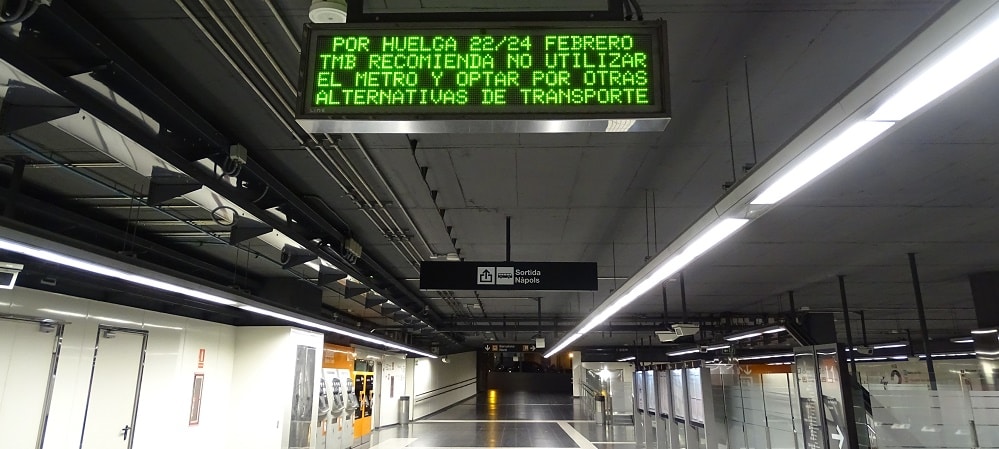 POR HUELGA 22/24 FEBRERO
TMB RECOMIENDA NO UTILIZAR
EL METRO Y OPTAR POR OTRAS
ALTERNATIVAS DE TRANSPORTE
Sortida
Nàpols